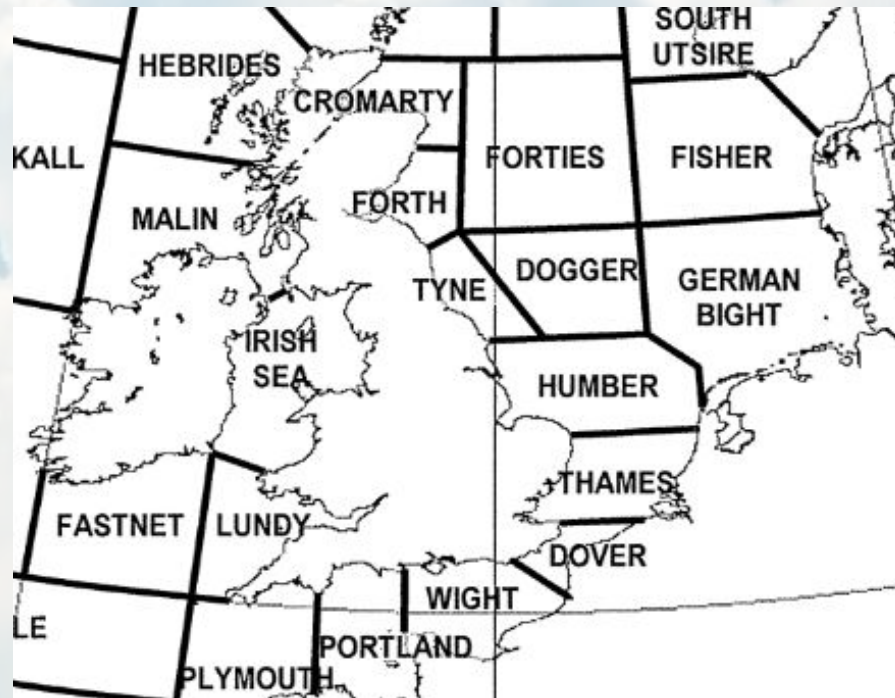 SOUTH
UTSIRE
HEBRIDES
CROMARTY
KALL
FORTIES
FISHER
MALIN
FORTH
DOGGER
TYNE
GERMAN
BIGHT
IRISH
SEA
HUMBER
THAMES
FASTNET
LUNDY
DOVER
WIGHT
LE
PORTLAND
PLYMOUTH